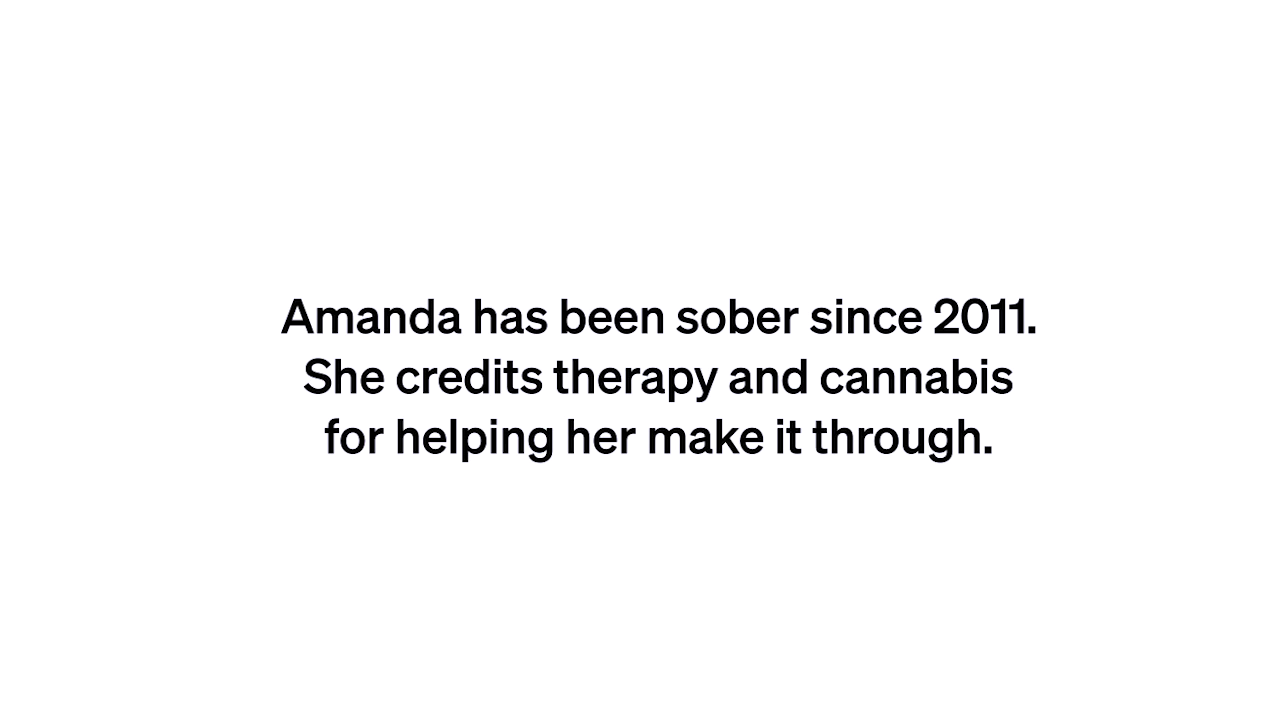 Amanda has been sober since 2011.
She credits therapy and cannabis
for helping her make it through.